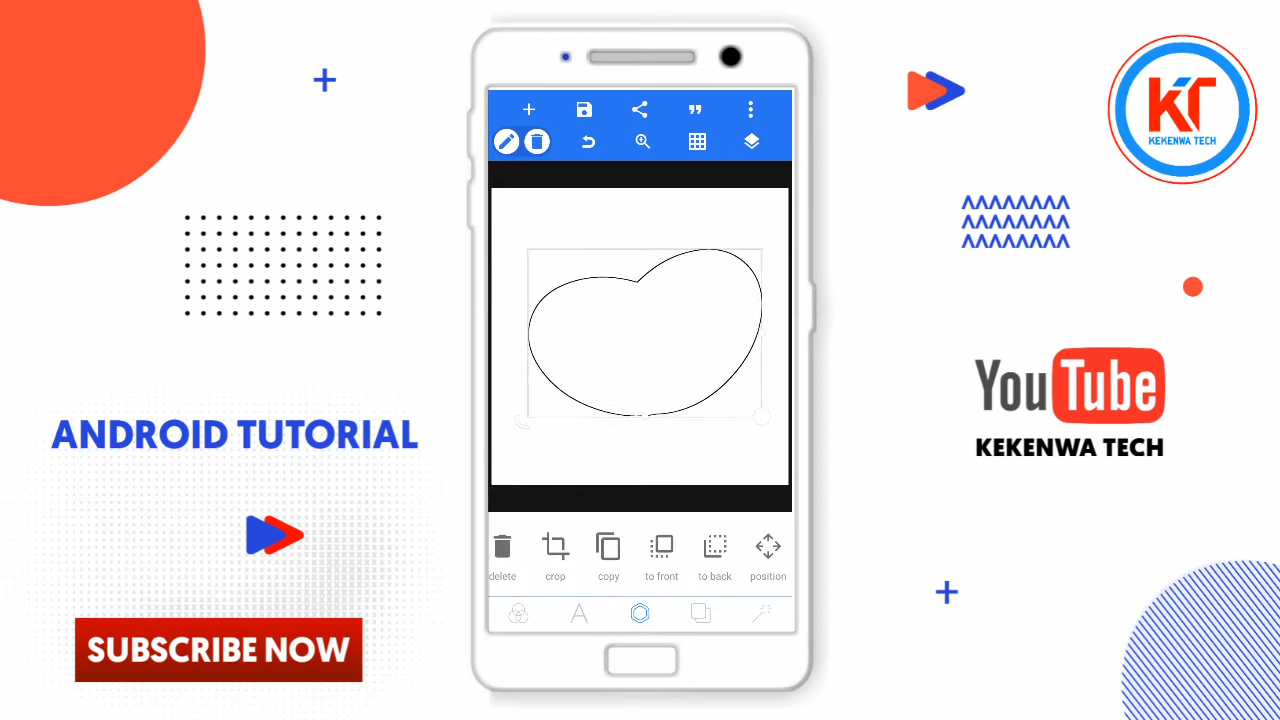 KT
KEKENWA TECH
YouTube
KEKENWA TECH
ANDROID TUTORIAL
SUBSCRIBE NOW
delete crop copy to front to back position
A